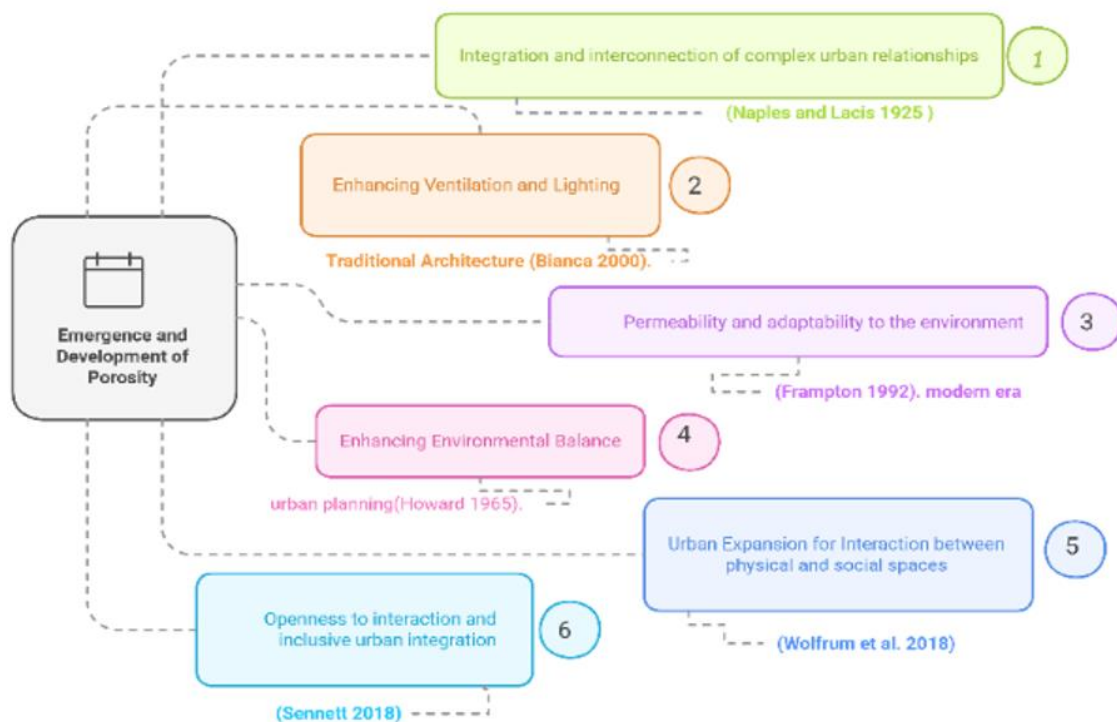 Integration and interconnection of complex urban relationships
1
(Naples and Lacis 1925 )
Enhancing Ventilation and Lighting
2
Traditional Architecture (Bianca 2000).
Emergence and
Development of
Porosity
Permeability and adaptability to the environment
3
(Frampton 1992). modern era
Enhancing Environmental Balance
4
urban planning(Howard 1965).
Urban Expansion for Interaction between
physical and social spaces
5
(Wolfrum et al. 2018)
Openness to interaction and
inclusive urban integration
6
(Sennett 2018)